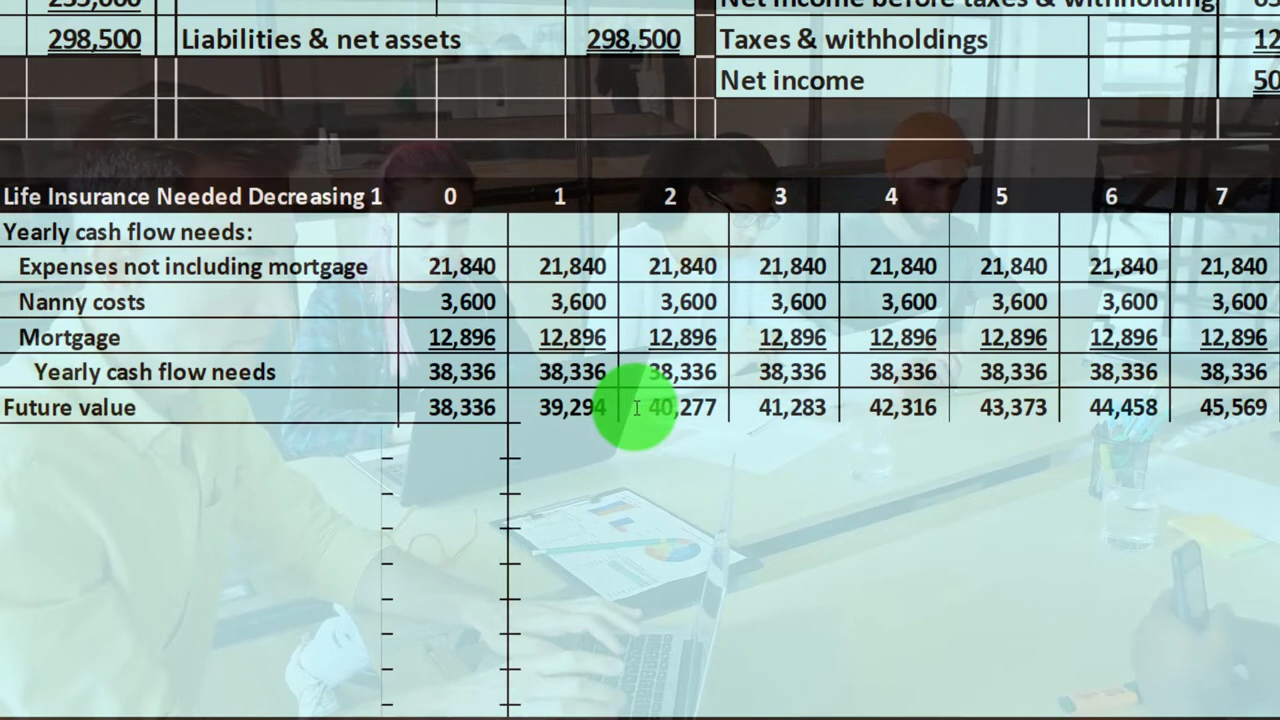 298,500 Liabilities & net assets 298,500 Taxes & withholdings 12
Net income 50
Life Insurance Needed Decreasing 1 0 1 2 3 4 5 6 7
Yearly cash flow needs:
Expenses not including mortgage 21,840 21,840 21,840 21,840 21,840 21,840 21,840 21,840
Nanny costs 3,600 3,600 3,600 3,600 3,600 3,600 3,600 3,600
Mortgage 12,896 12,896 12,896 12,896 12,896 12,896 12,896 12,896
Yearly cash flow needs 38,336 38,336 38,336 38,336 38,336 38,336 38,336 38,336
Future value 38,336 39,294 40,277 41,283 42,316 43,373 44,458 45,569